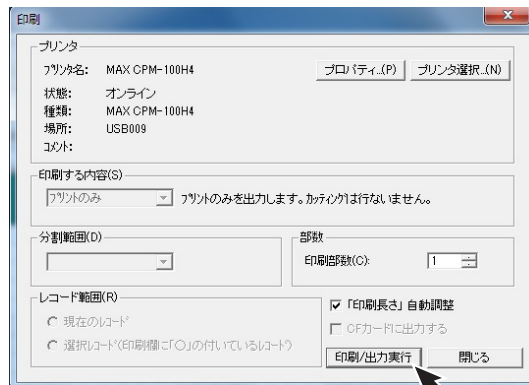 印刷
プリンタ
プリンタ名: MAX CPM-100H4
プロパティ...(P) プリンタ選択...(N)
状態: オンライン
種類: MAX CPM-100H4
場所: USB009
コメント:
印刷する内容(S)
プリントのみ プリントのみを出力します。カッティングは行ないません。
分割範囲(D)
部数
印刷部数(C): 1
レコード範囲(R)
現在のレコード
選択レコード(印刷欄に「○」の付いているレコード)
「印刷長さ」自動調整
CFカードに出力する
印刷/出力実行 閉じる